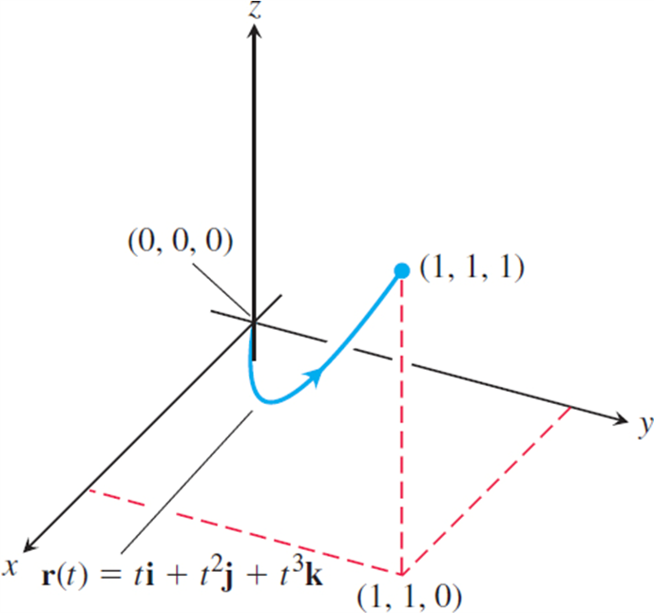 z
(0, 0, 0)
(1, 1, 1)
y
x
r(t) = ti + t²j + t³k
(1, 1, 0)